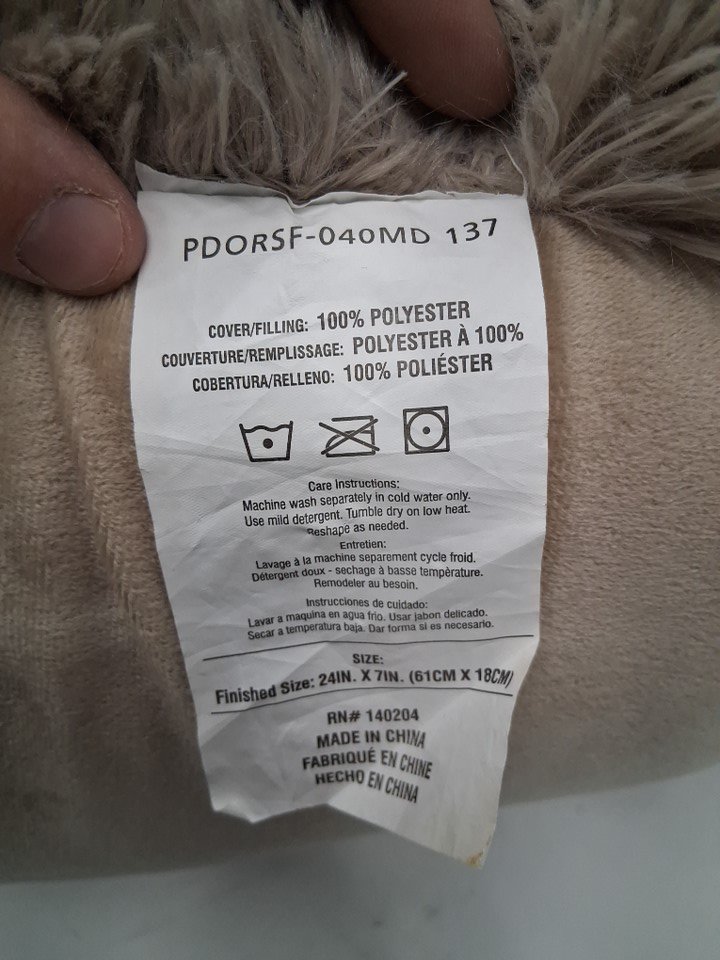 PDORSF-040MD 137
COVER/FILLING: 100% POLYESTER
COUVERTURE/REMPLISSAGE: POLYESTER À 100%
COBERTURA/RELLENO: 100% POLIÉSTER
Care Instructions:
Machine wash separately in cold water only.
Use mild detergent. Tumble dry on low heat.
Reshape as needed.
Entretien:
Lavage à la machine separement cycle froid.
Détergent doux - sechage à basse tempèrature.
Remodeler au besoin.
Instrucciones de cuidado:
Lavar a maquina en agua frio. Usar jabon delicado.
Secar a temperatura baja. Dar forma si es necesario.
SIZE:
Finished Size: 24IN. X 7IN. (61CM X 18CM)
RN# 140204
MADE IN CHINA
FABRIQUÉ EN CHINE
HECHO EN CHINA